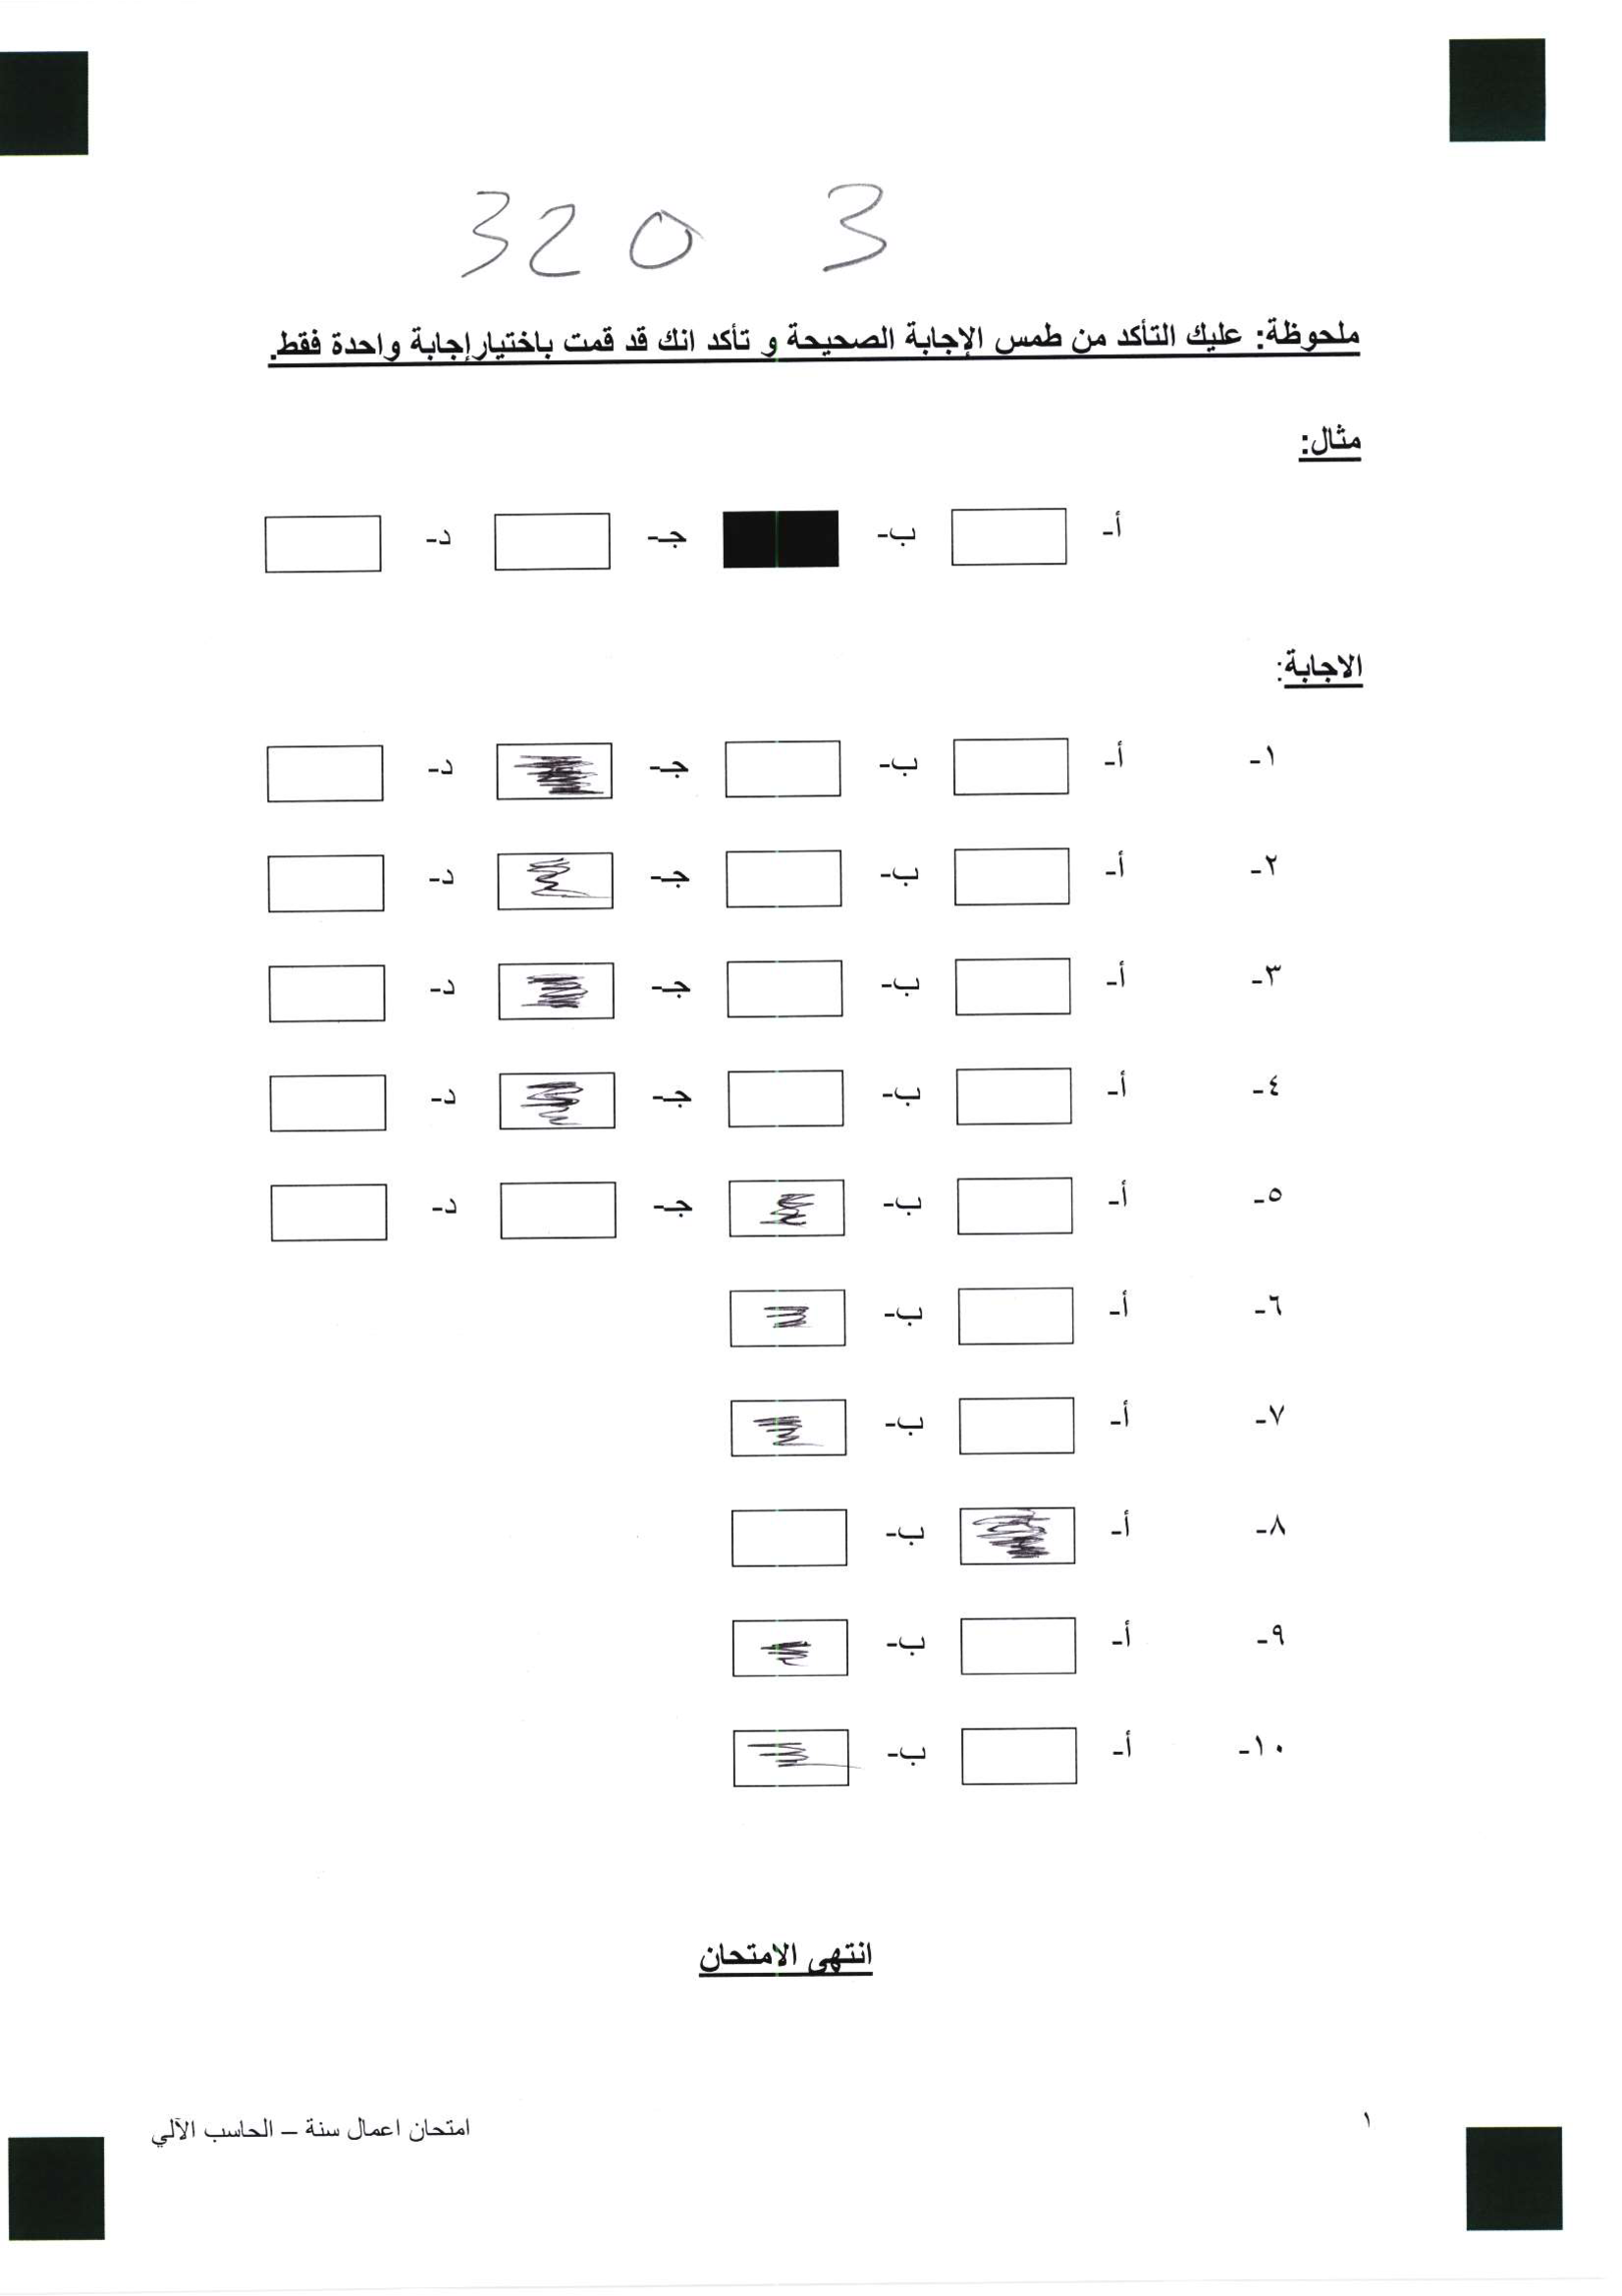 320 3
ملحوظة: عليك التأكد من طمس الإجابة الصحيحة و تأكد انك قد قمت باختيار إجابة واحدة فقط.
مثال:
أ- ب- جـ- د-
الاجابة:
١- أ- ب- جـ- د-
٢- أ- ب- جـ- د-
٣- أ- ب- جـ- د-
٤- أ- ب- جـ- د-
٥- أ- ب- جـ- د-
٦- أ- ب-
٧- أ- ب-
٨- أ- ب-
٩- أ- ب-
١٠- أ- ب-
انتهى الامتحان
١ امتحان اعمال سنة – الحاسب الآلي